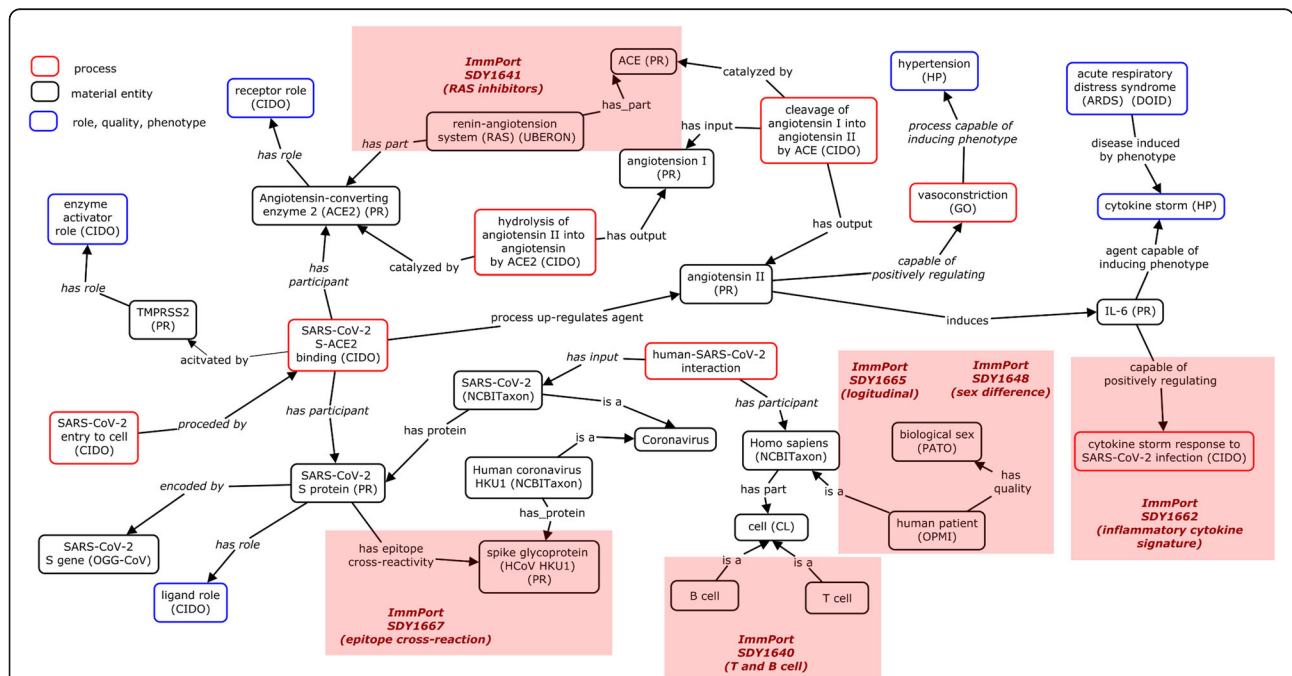 process
material entity
role, quality, phenotype
ImmPort
SDY1641
(RAS inhibitors)
ACE (PR)
has_part
renin-angiotension
system (RAS) (UBERON)
has part
receptor role
(CIDO)
has role
Angiotensin-converting
enzyme 2 (ACE2) (PR)
enzyme
activator
role (CIDO)
has role
TMPRSS2
(PR)
acitvated by
has
participant
catalyzed by
hydrolysis of
angiotensin II into
angiotensin
by ACE2 (CIDO)
has output
angiotension I
(PR)
has input
catalyzed by
cleavage of
angiotensin I into
angiotensin II
by ACE (CIDO)
has output
angiotensin II
(PR)
hypertension
(HP)
process capable of
inducing phenotype
vasoconstriction
(GO)
capable of
positively regulating
acute respiratory
distress syndrome
(ARDS) (DOID)
disease induced
by phenotype
cytokine storm (HP)
agent capable of
inducing phenotype
IL-6 (PR)
induces
process up-regulates agent
SARS-CoV-2
S-ACE2
binding (CIDO)
proceded by
SARS-CoV-2
entry to cell
(CIDO)
has participant
SARS-CoV-2
S protein (PR)
encoded by
SARS-CoV-2
S gene (OGG-CoV)
has role
ligand role
(CIDO)
has protein
SARS-CoV-2
(NCBITaxon)
has input
human-SARS-CoV-2
interaction
is a
Coronavirus
is a
Human coronavirus
HKU1 (NCBITaxon)
has_protein
has epitope
cross-reactivity
spike glycoprotein
(HCoV HKU1)
(PR)
ImmPort
SDY1667
(epitope cross-reaction)
has participant
Homo sapiens
(NCBITaxon)
has part
cell (CL)
is a
is a
B cell
T cell
ImmPort
SDY1640
(T and B cell)
ImmPort
SDY1665
(logitudinal)
ImmPort
SDY1648
(sex difference)
biological sex
(PATO)
has
quality
is a
human patient
(OPMI)
capable of
positively regulating
cytokine storm response to
SARS-CoV-2 infection (CIDO)
ImmPort
SDY1662
(inflammatory cytokine
signature)